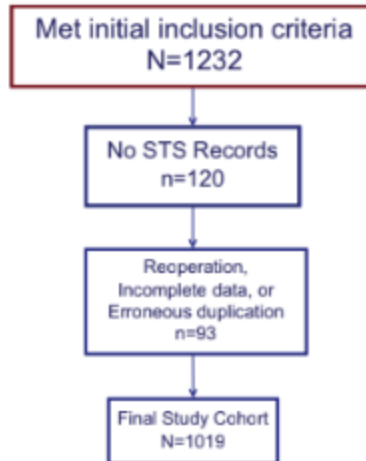 Met initial inclusion criteria
N=1232
No STS Records
n=120
Reoperation,
Incomplete data, or
Erroneous duplication
n=93
Final Study Cohort
N=1019